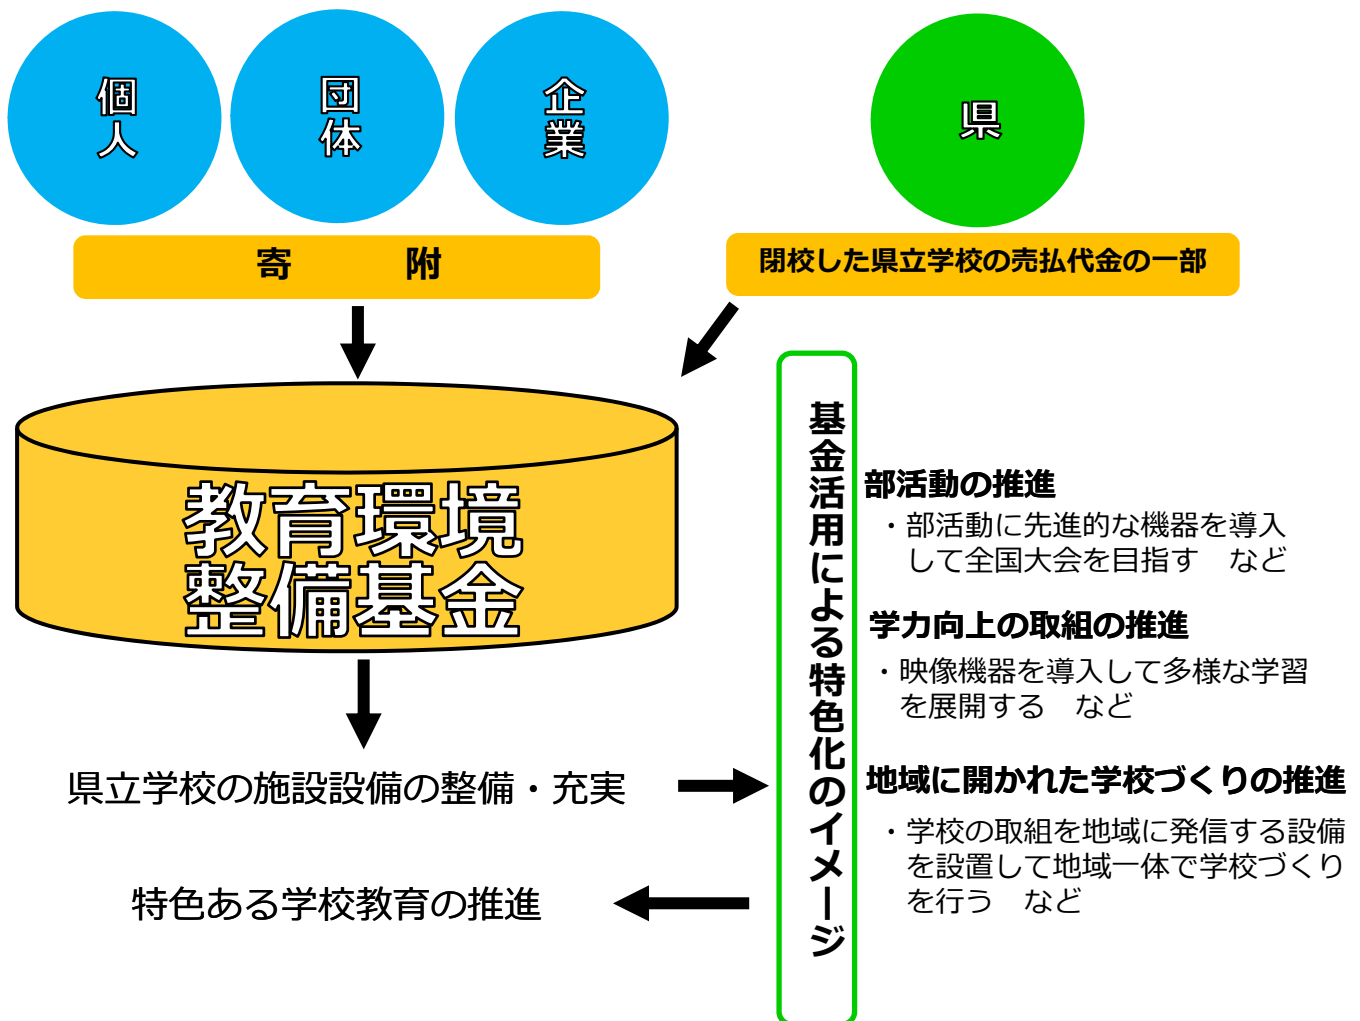 個人
団体
企業
県
寄　　附
閉校した県立学校の売払代金の一部
教育環境
整備基金
県立学校の施設設備の整備・充実
特色ある学校教育の推進
基金活用による特色化のイメージ
部活動の推進
・部活動に先進的な機器を導入
して全国大会を目指す　など
学力向上の取組の推進
・映像機器を導入して多様な学習
を展開する　など
地域に開かれた学校づくりの推進
・学校の取組を地域に発信する設備
を設置して地域一体で学校づくり
を行う　など